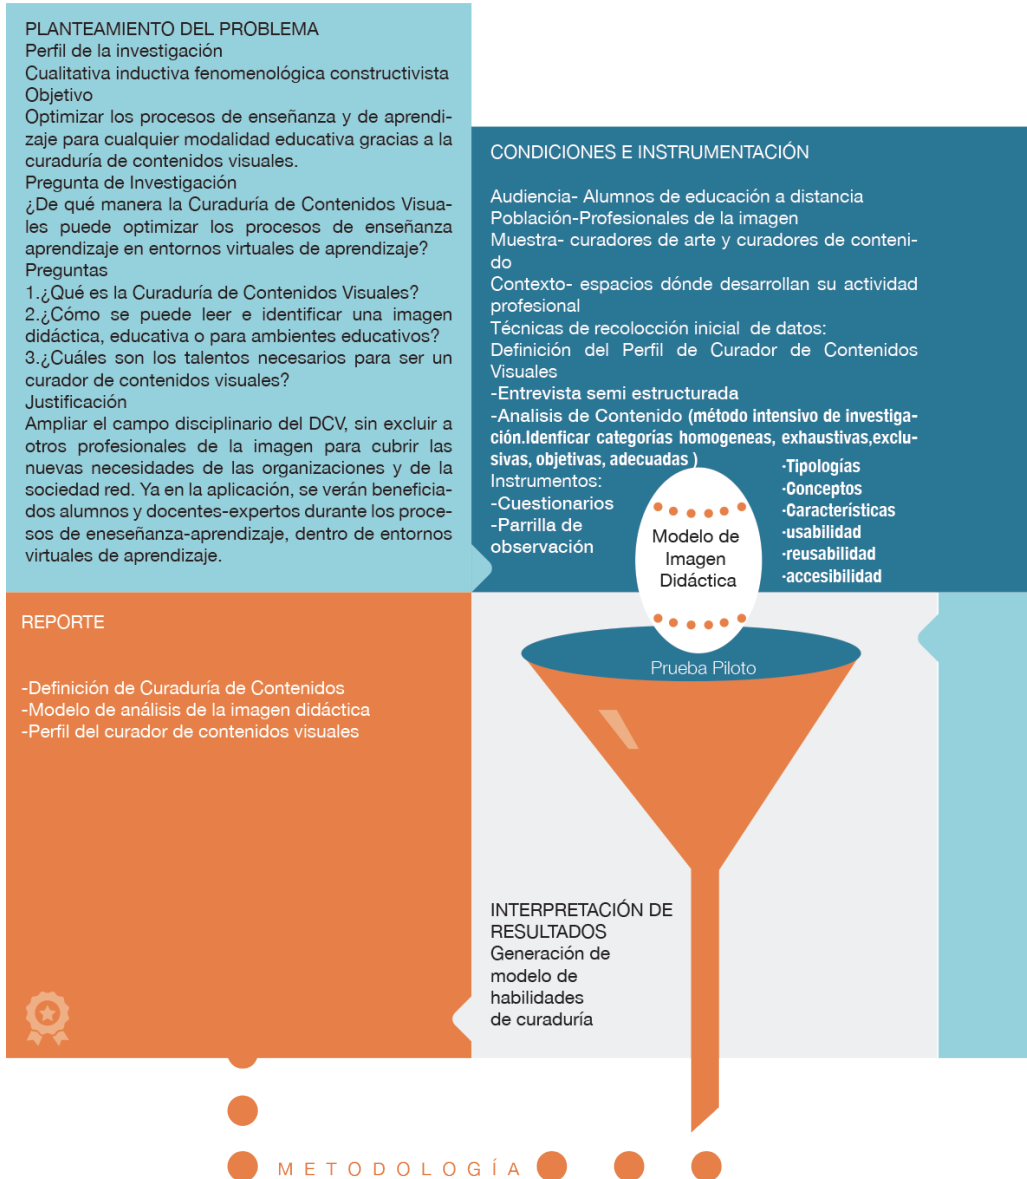 PLANTEAMIENTO DEL PROBLEMA
Perfil de la investigación
Cualitativa inductiva fenomenológica constructivista
Objetivo
Optimizar los procesos de enseñanza y de aprendi-
zaje para cualquier modalidad educativa gracias a la
curaduría de contenidos visuales.
Pregunta de Investigación
¿De qué manera la Curaduría de Contenidos Visua-
les puede optimizar los procesos de enseñanza
aprendizaje en entornos virtuales de aprendizaje?
Preguntas
1.¿Qué es la Curaduría de Contenidos Visuales?
2.¿Cómo se puede leer e identificar una imagen
didáctica, educativa o para ambientes educativos?
3.¿Cuáles son los talentos necesarios para ser un
curador de contenidos visuales?
Justificación
Ampliar el campo disciplinario del DCV, sin excluir a
otros profesionales de la imagen para cubrir las
nuevas necesidades de las organizaciones y de la
sociedad red. Ya en la aplicación, se verán beneficia-
dos alumnos y docentes-expertos durante los proce-
sos de eneseñanza-aprendizaje, dentro de entornos
virtuales de aprendizaje.
CONDICIONES E INSTRUMENTACIÓN
Audiencia- Alumnos de educación a distancia
Población-Profesionales de la imagen
Muestra- curadores de arte y curadores de conteni-
do
Contexto- espacios dónde desarrollan su actividad
profesional
Técnicas de recolocción inicial de datos:
Definición del Perfil de Curador de Contenidos
Visuales
-Entrevista semi estructurada
-Analisis de Contenido (método intensivo de investiga-
ción.Idenficar categorías homogeneas, exhaustivas,exclu-
sivas, objetivas, adecuadas )
Instrumentos:
-Cuestionarios
-Parrilla de
observación
·Tipologías
·Conceptos
·Características
·usabilidad
·reusabilidad
·accesibilidad
Modelo de
Imagen
Didáctica
Prueba Piloto
REPORTE
-Definición de Curaduría de Contenidos
-Modelo de análisis de la imagen didáctica
-Perfil del curador de contenidos visuales
INTERPRETACIÓN DE
RESULTADOS
Generación de
modelo de
habilidades
de curaduría
METODOLOGÍA